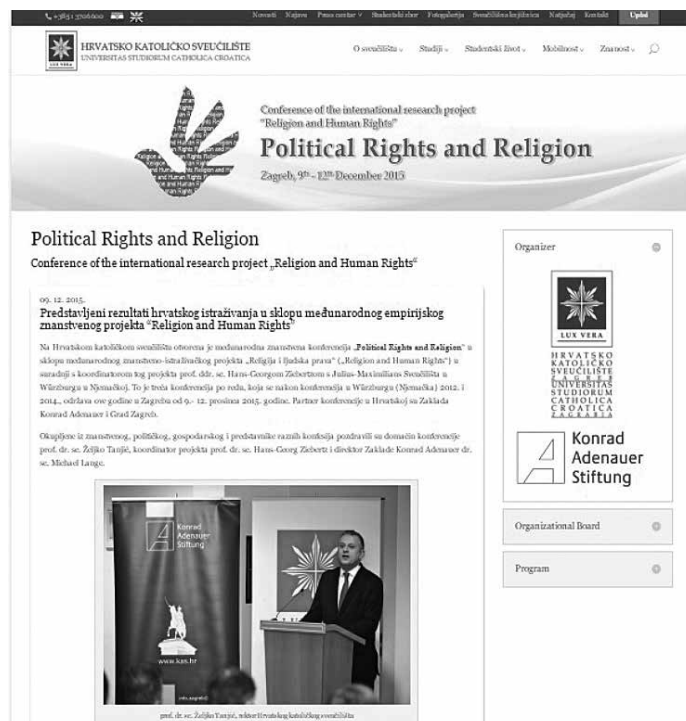 +385 1 3706600
Novosti Najava Press centar Studentski zbor Fotogalerija Sveučilišna knjižnica Natječaj Kontakt Upisi
HRVATSKO KATOLIČKO SVEUČILIŠTE
UNIVERSITAS STUDIORUM CATHOLICA CROATICA
LUX VERA
O sveučilištu Studiji Studentski život Mobilnost Znanost
Conference of the international research project
"Religion and Human Rights"
Political Rights and Religion
Zagreb, 9th - 12th December 2015
Political Rights and Religion
Conference of the international research project „Religion and Human Rights“
09. 12. 2015.
Predstavljeni rezultati hrvatskog istraživanja u sklopu međunarodnog empirijskog
znanstvenog projekta "Religion and Human Rights"
Na Hrvatskom katoličkom sveučilištu otvorena je međunarodna znanstvena konferencija „Political Rights and Religion“ u
sklopu međunarodnog znanstveno-istraživačkog projekta „Religija i ljudska prava“ („Religion and Human Rights“) u
suradnji s koordinatorom tog projekta prof. ddr. sc. Hans-Georgom Ziebertzom s Julius-Maximilians Sveučilišta u
Würzburgu u Njemačkoj. To je treća konferencija po redu, koja se nakon konferencija u Würzburgu (Njemačka) 2012. i
2014., održava ove godine u Zagrebu od 9.- 12. prosinca 2015. godine. Partner konferencije u Hrvatskoj su Zaklada
Konrad Adenauer i Grad Zagreb.
Okupljene iz znanstvenog, političkog, gospodarskog i predstavnike raznih konfesija pozdravili su domaćin konferencije
prof. dr. sc. Željko Tanjić, koordinator projekta prof. dr. sc. Hans-Georg Ziebertz i direktor Zaklade Konrad Adenauer dr.
sc. Michael Lange.
Konrad
Adenauer
Stiftung
www.kas.hr
prof. dr. sc. Željko Tanjić, rektor Hrvatskog katoličkog sveučilišta
Organizer
LUX VERA
HRVATSKO
KATOLIČKO
SVEUČILIŠTE
ZAGREB
UNIVERSITAS
STUDIORUM
CATHOLICA
CROATICA
ZAGRABIA
Konrad
Adenauer
Stiftung
Organizational Board
Program